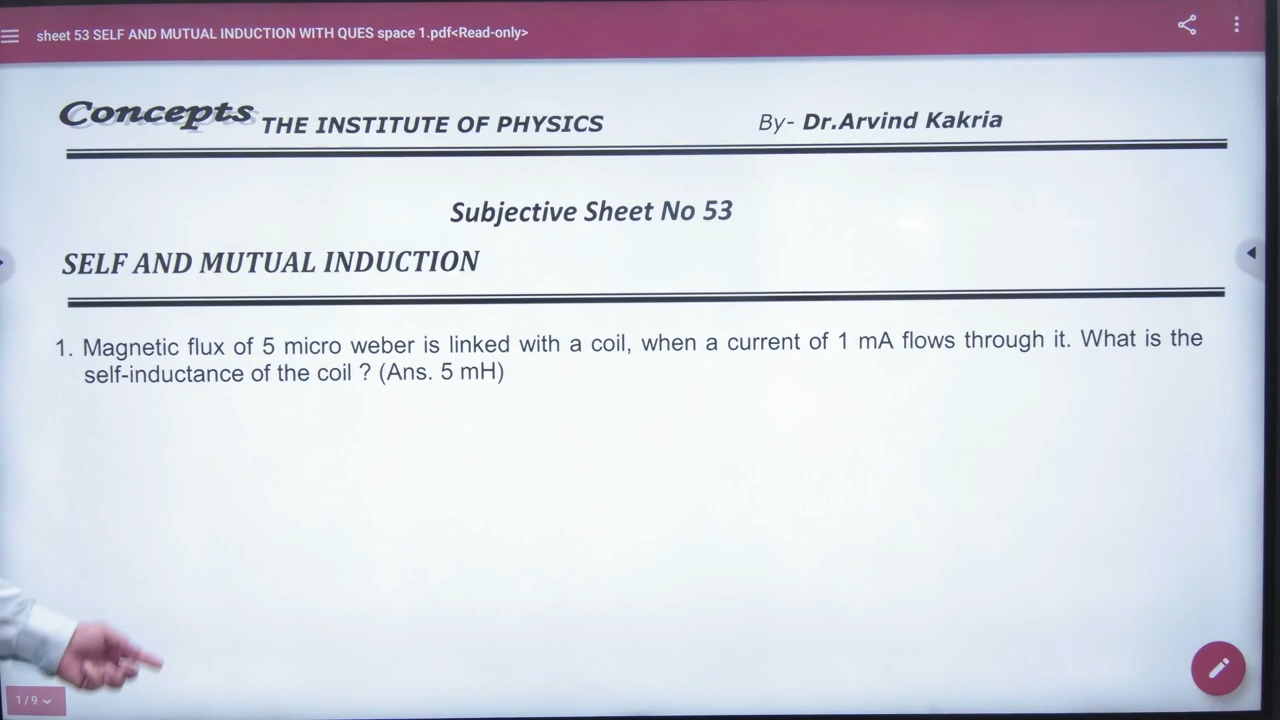 sheet 53 SELF AND MUTUAL INDUCTION WITH QUES space 1.pdf<Read-only>
Concepts THE INSTITUTE OF PHYSICS By- Dr.Arvind Kakria
Subjective Sheet No 53
SELF AND MUTUAL INDUCTION
1. Magnetic flux of 5 micro weber is linked with a coil, when a current of 1 mA flows through it. What is the
self-inductance of the coil ? (Ans. 5 mH)
1/9